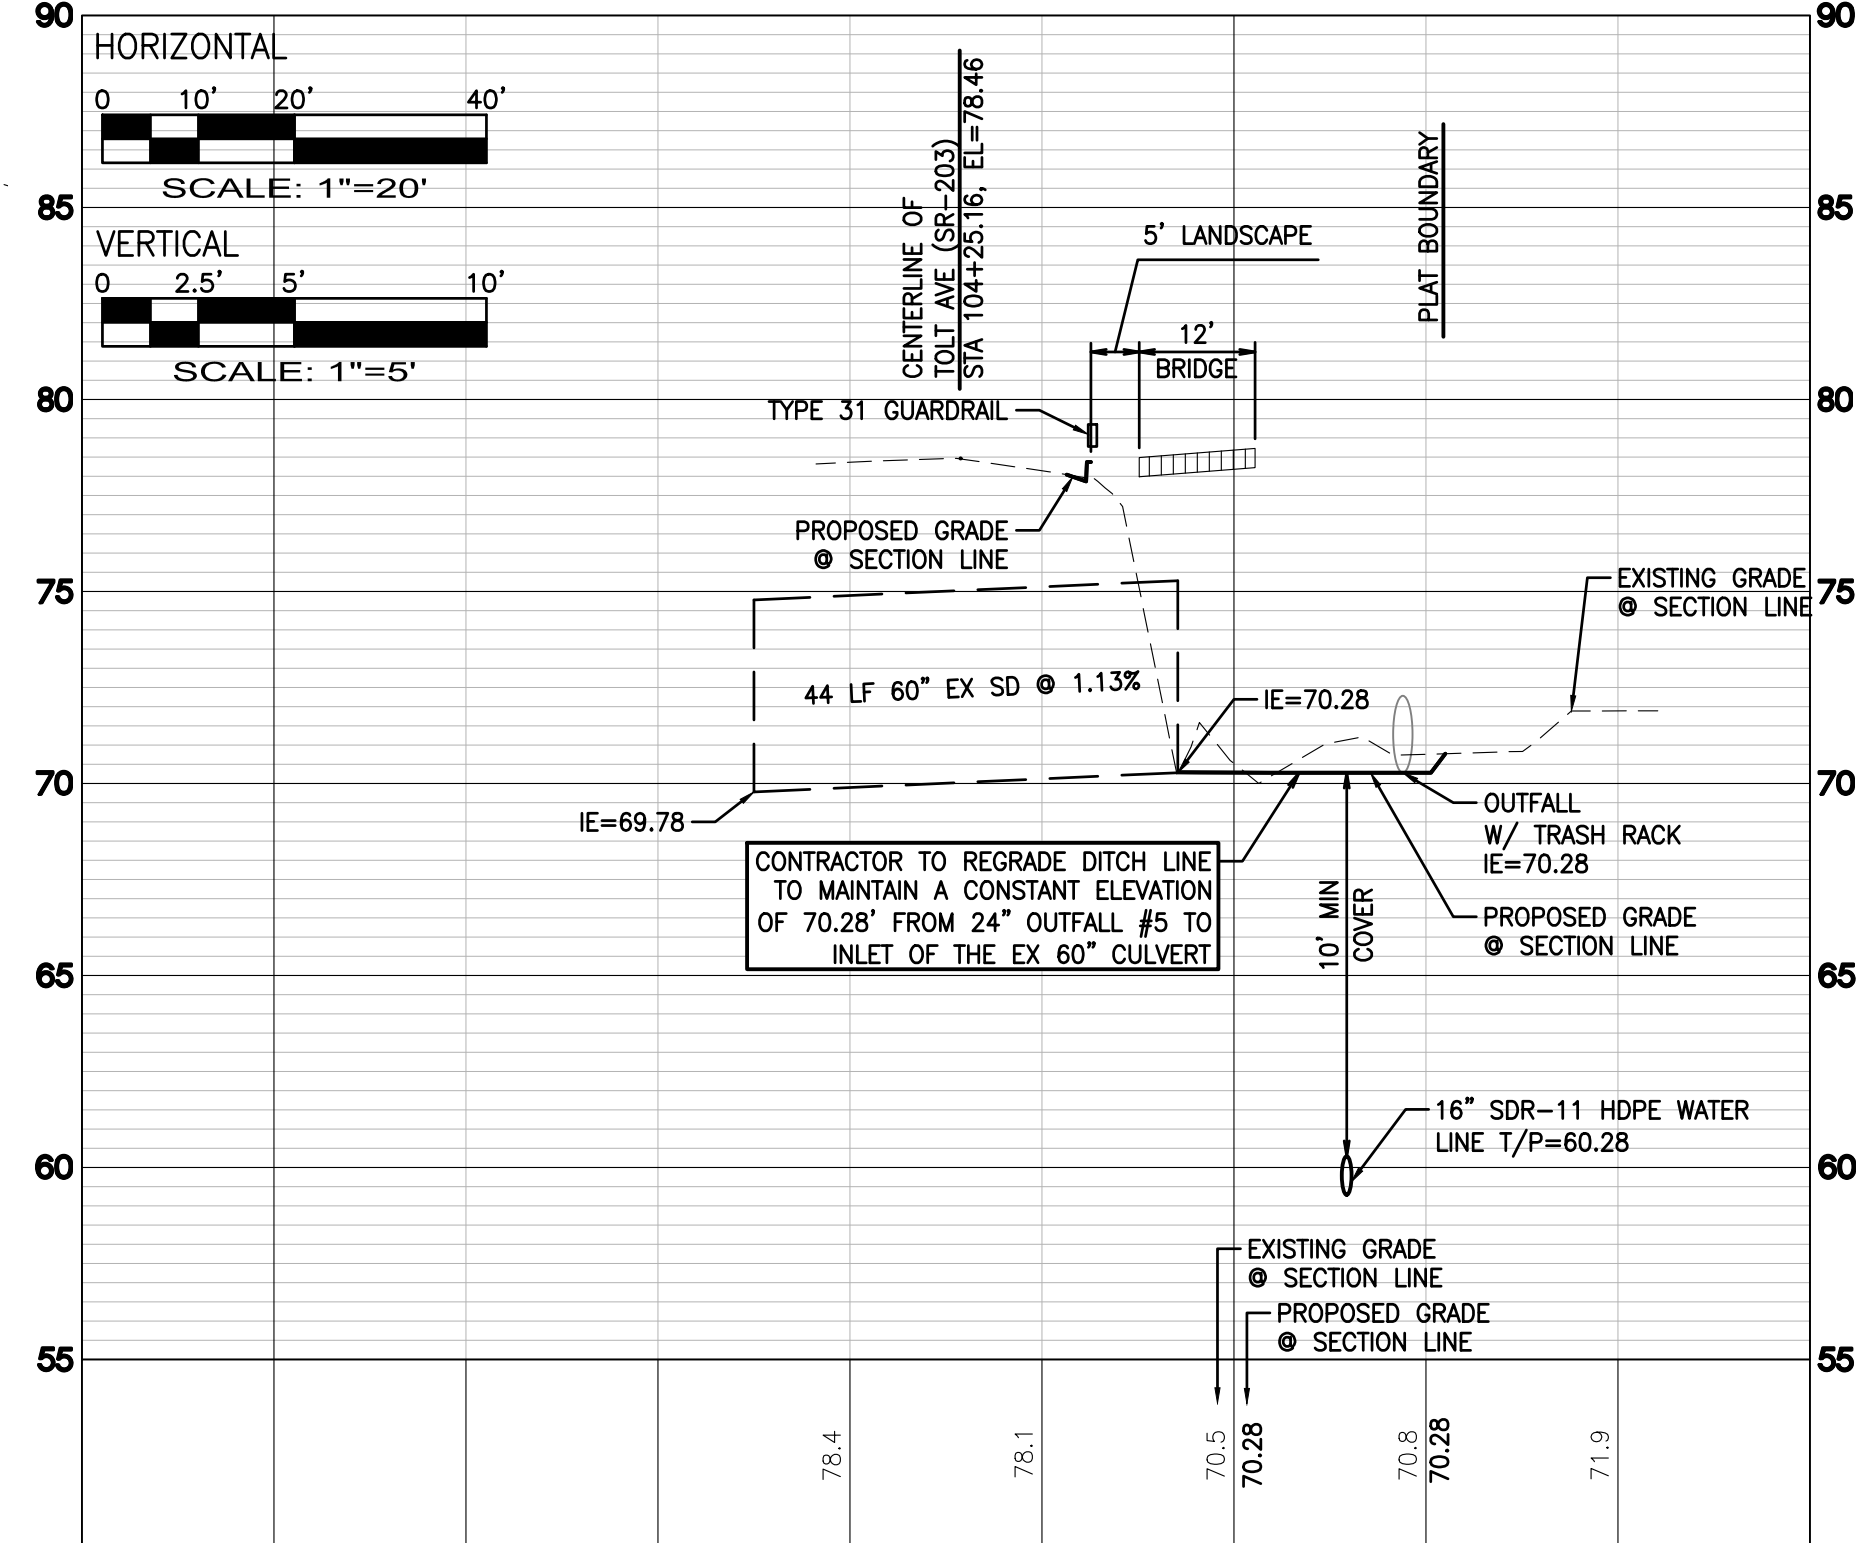 90
90
HORIZONTAL
0 10' 20' 40'
SCALE: 1"=20'
85
85
VERTICAL
0 2.5' 5' 10'
SCALE: 1"=5'
CENTERLINE OF
TOLT AVE (SR-203)
STA 104+25.16, EL=78.46
PLAT BOUNDARY
5' LANDSCAPE
12'
BRIDGE
80
80
TYPE 31 GUARDRAIL
PROPOSED GRADE
@ SECTION LINE
75
75
EXISTING GRADE
@ SECTION LINE
44 LF 60" EX SD @ 1.13%
IE=70.28
70
70
IE=69.78
OUTFALL
W/ TRASH RACK
IE=70.28
CONTRACTOR TO REGRADE DITCH LINE
TO MAINTAIN A CONSTANT ELEVATION
OF 70.28' FROM 24" OUTFALL #5 TO
INLET OF THE EX 60" CULVERT
10' MIN
COVER
PROPOSED GRADE
@ SECTION LINE
65
65
16" SDR-11 HDPE WATER
LINE T/P=60.28
60
60
EXISTING GRADE
@ SECTION LINE
PROPOSED GRADE
@ SECTION LINE
55
55
78.4
78.1
70.5
70.28
70.8
70.28
71.9